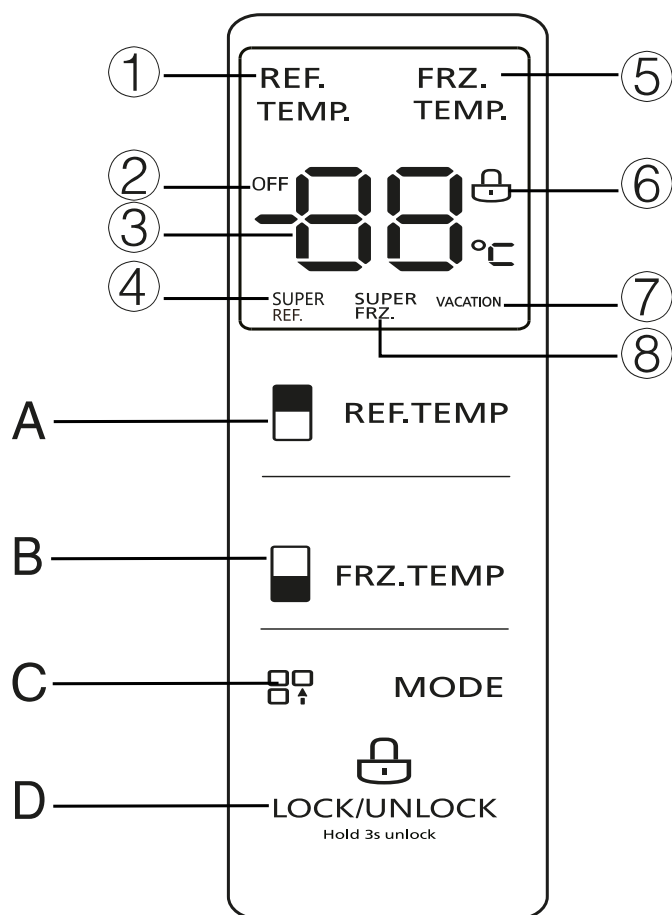 ① REF. TEMP. FRZ. TEMP. ⑤
② OFF -88 ⑥
③ °C
④ SUPER REF. SUPER FRZ. VACATION ⑦
⑧
A REF.TEMP
B FRZ.TEMP
C MODE
D LOCK/UNLOCK
Hold 3s unlock